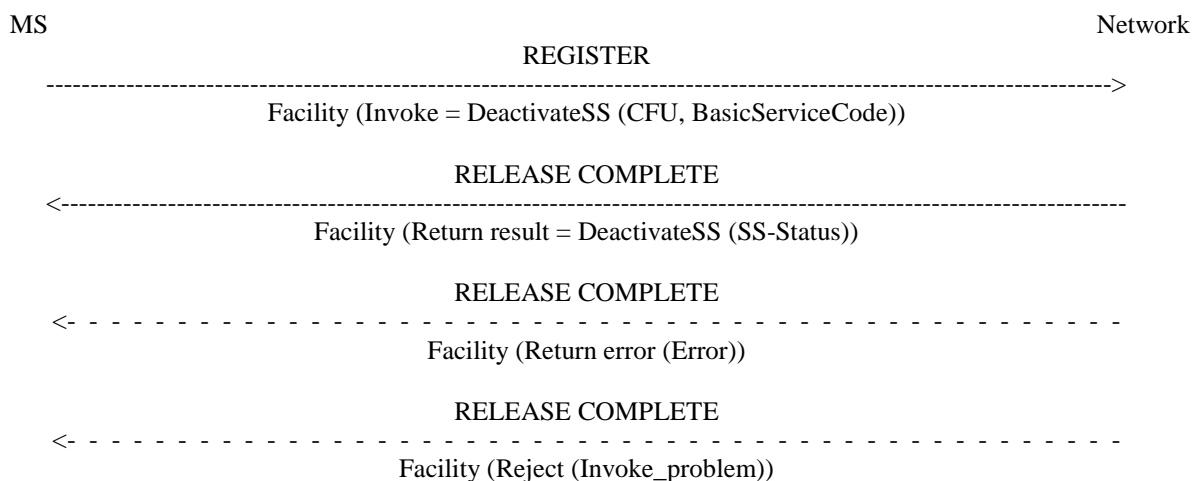 MS Network
REGISTER
Facility (Invoke = DeactivateSS (CFU, BasicServiceCode))
RELEASE COMPLETE
Facility (Return result = DeactivateSS (SS-Status))
RELEASE COMPLETE
Facility (Return error (Error))
RELEASE COMPLETE
Facility (Reject (Invoke_problem))